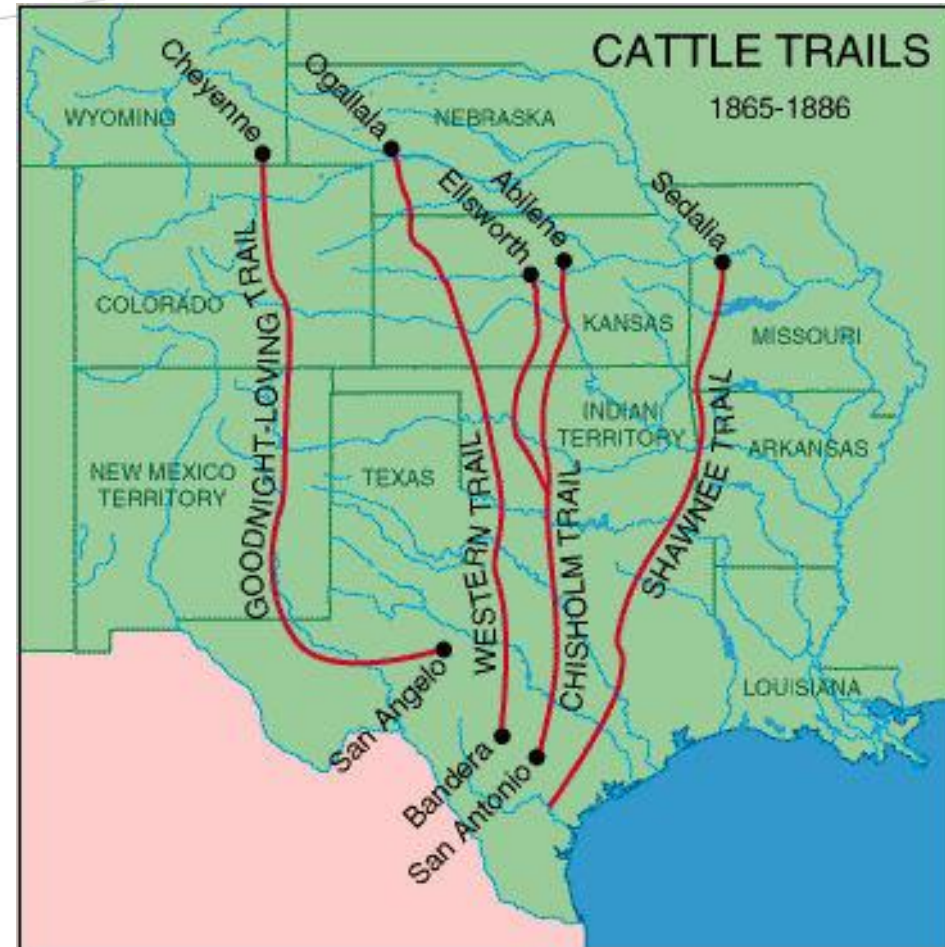 CATTLE TRAILS
1865-1886
Cheyenne
Ogallala
WYOMING
NEBRASKA
Ellsworth
Abilene
Sedalia
COLORADO
KANSAS
MISSOURI
GOODNIGHT-LOVING TRAIL
INDIAN
TERRITORY
ARKANSAS
NEW MEXICO
TERRITORY
TEXAS
WESTERN TRAIL
CHISHOLM TRAIL
SHAWNEE TRAIL
LOUISIANA
San Angelo
Bandera
San Antonio